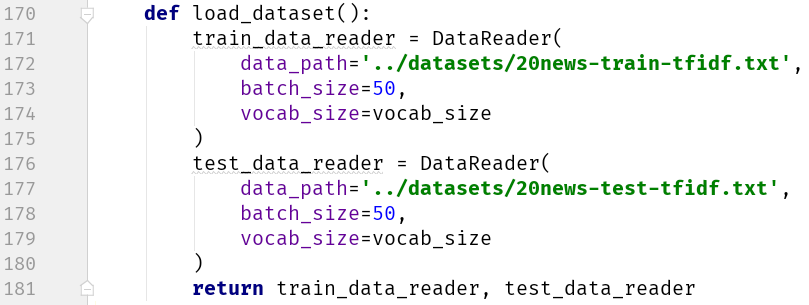 170 def load_dataset():
171 train_data_reader = DataReader(
172 data_path='../datasets/20news-train-tfidf.txt',
173 batch_size=50,
174 vocab_size=vocab_size
175 )
176 test_data_reader = DataReader(
177 data_path='../datasets/20news-test-tfidf.txt',
178 batch_size=50,
179 vocab_size=vocab_size
180 )
181 return train_data_reader, test_data_reader